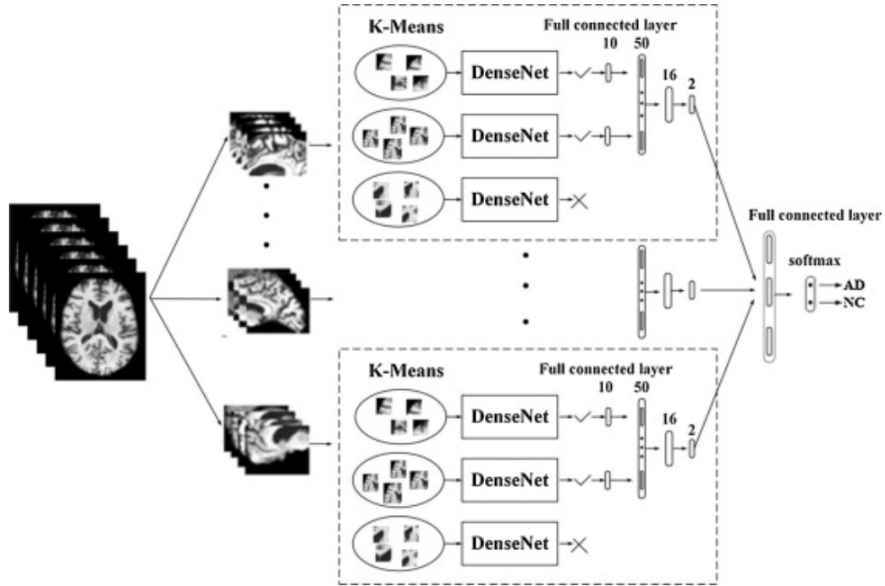 K-Means
Full connected layer
10 50
DenseNet
16
2
DenseNet
DenseNet
Full connected layer
softmax
AD
NC
K-Means
Full connected layer
10 50
DenseNet
16
2
DenseNet
DenseNet